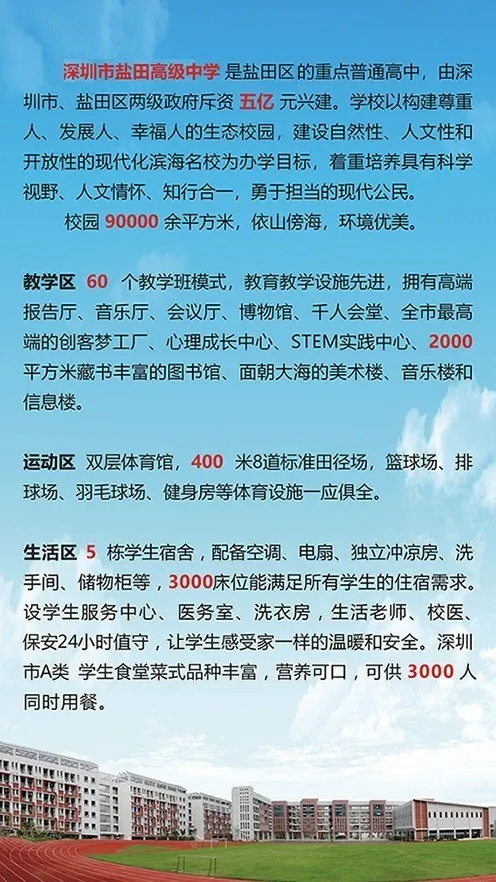 深圳市盐田高级中学 是盐田区的重点普通高中，由深
圳市、盐田区两级政府斥资 五亿 元兴建。学校以构建尊重
人、发展人、幸福人的生态校园，建设自然性、人文性和
开放性的现代化滨海名校为办学目标，着重培养具有科学
视野、人文情怀、知行合一，勇于担当的现代公民。
校园 90000 余平方米，依山傍海，环境优美。
教学区 60 个教学班模式，教育教学设施先进，拥有高端
报告厅、音乐厅、会议厅、博物馆、千人会堂、全市最高
端的创客梦工厂、心理成长中心、STEM实践中心、2000
平方米藏书丰富的图书馆、面朝大海的美术楼、音乐楼和
信息楼。
运动区 双层体育馆，400 米8道标准田径场，篮球场、排
球场、羽毛球场、健身房等体育设施一应俱全。
生活区 5 栋学生宿舍，配备空调、电扇、独立冲凉房、洗
手间、储物柜等，3000床位能满足所有学生的住宿需求。
设学生服务中心、医务室、洗衣房，生活老师、校医、
保安24小时值守，让学生感受家一样的温暖和安全。深圳
市A类 学生食堂菜式品种丰富，营养可口，可供 3000 人
同时用餐。